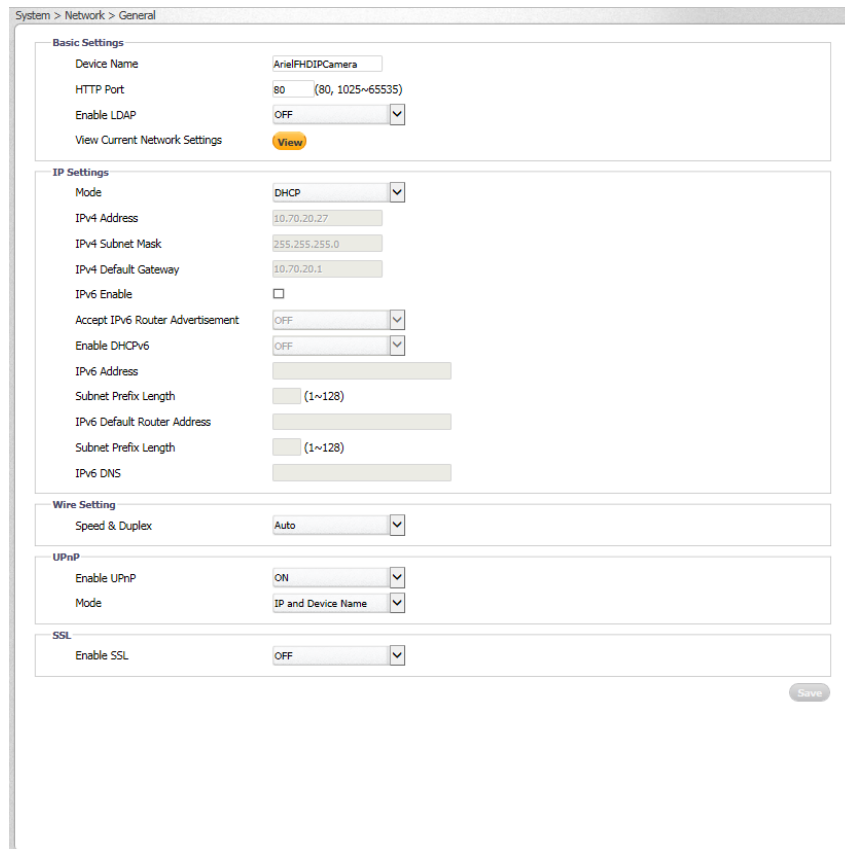 System > Network > General
Basic Settings
Device Name ArielFHDIPCamera
HTTP Port 80 (80, 1025~65535)
Enable LDAP OFF
View Current Network Settings View
IP Settings
Mode DHCP
IPv4 Address 10.70.20.27
IPv4 Subnet Mask 255.255.255.0
IPv4 Default Gateway 10.70.20.1
IPv6 Enable
Accept IPv6 Router Advertisement OFF
Enable DHCPv6 OFF
IPv6 Address
Subnet Prefix Length (1~128)
IPv6 Default Router Address
Subnet Prefix Length (1~128)
IPv6 DNS
Wire Setting
Speed & Duplex Auto
UPnP
Enable UPnP ON
Mode IP and Device Name
SSL
Enable SSL OFF
Save